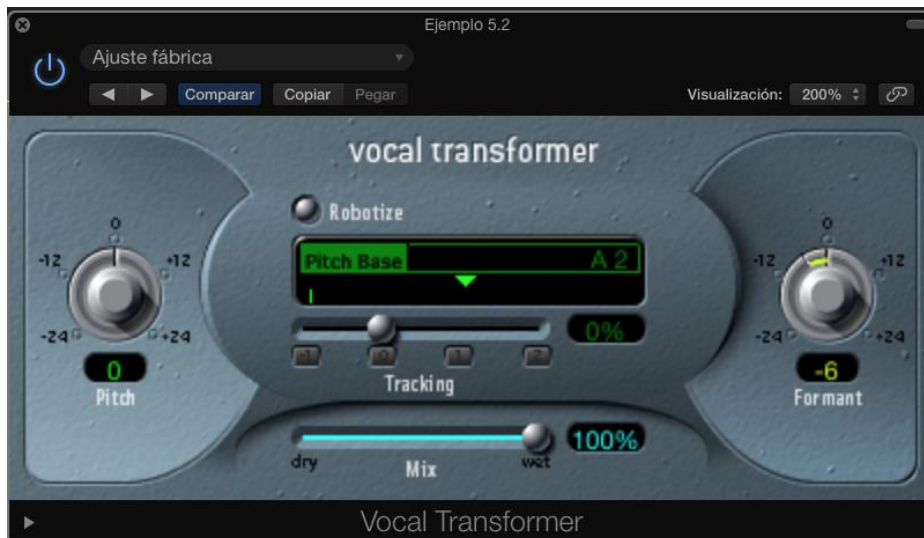 Ejemplo 5.2
Ajuste fábrica
Comparar Copiar Pegar Visualización: 200%
vocal transformer
Robotize
Pitch Base A 2
0
-12 +12
-24 +24
0
Pitch
0%
-1 0 1 2
Tracking
100%
dry wet
Mix
0
-12 +12
-24 +24
-6
Formant
Vocal Transformer